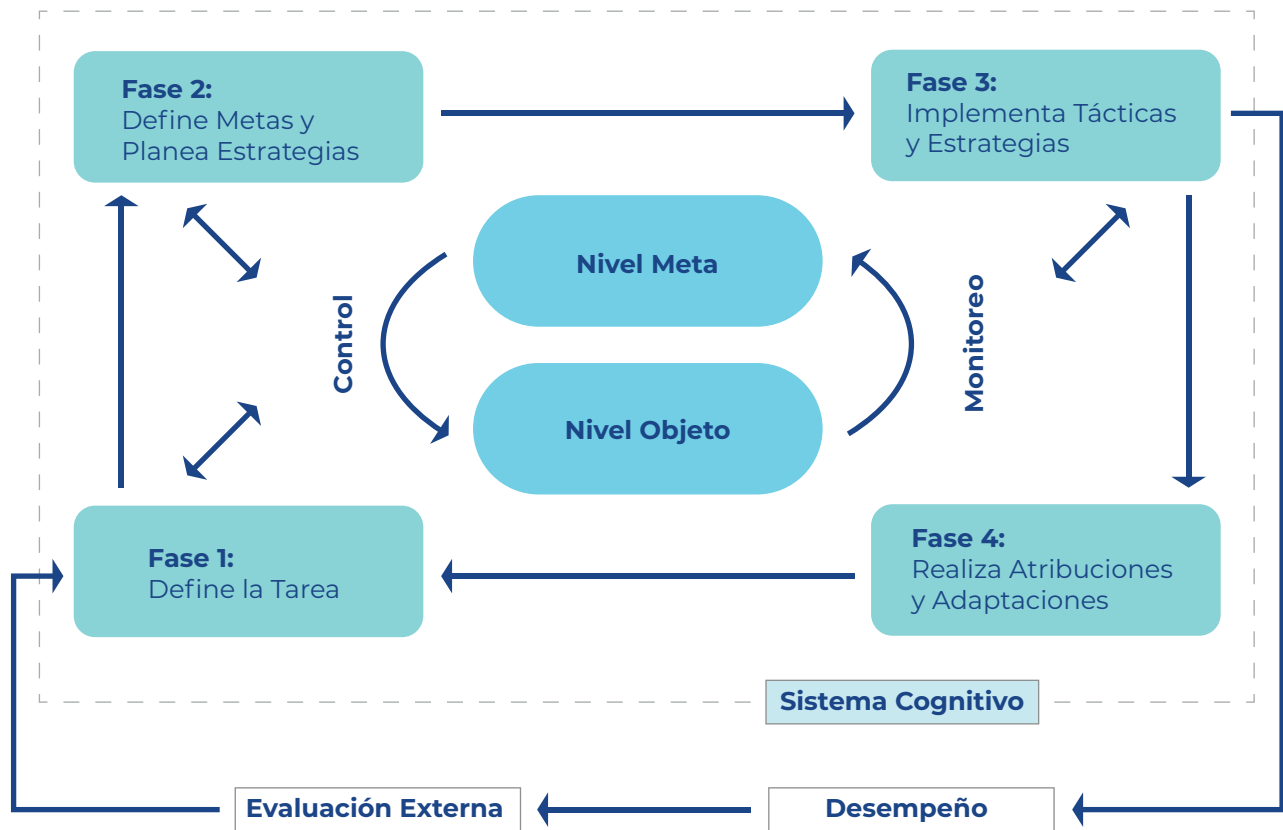 Fase 2:
Define Metas y
Planea Estrategias
Fase 3:
Implementa Tácticas
y Estrategias
Nivel Meta
Control
Monitoreo
Nivel Objeto
Fase 1:
Define la Tarea
Fase 4:
Realiza Atribuciones
y Adaptaciones
Sistema Cognitivo
Evaluación Externa
Desempeño